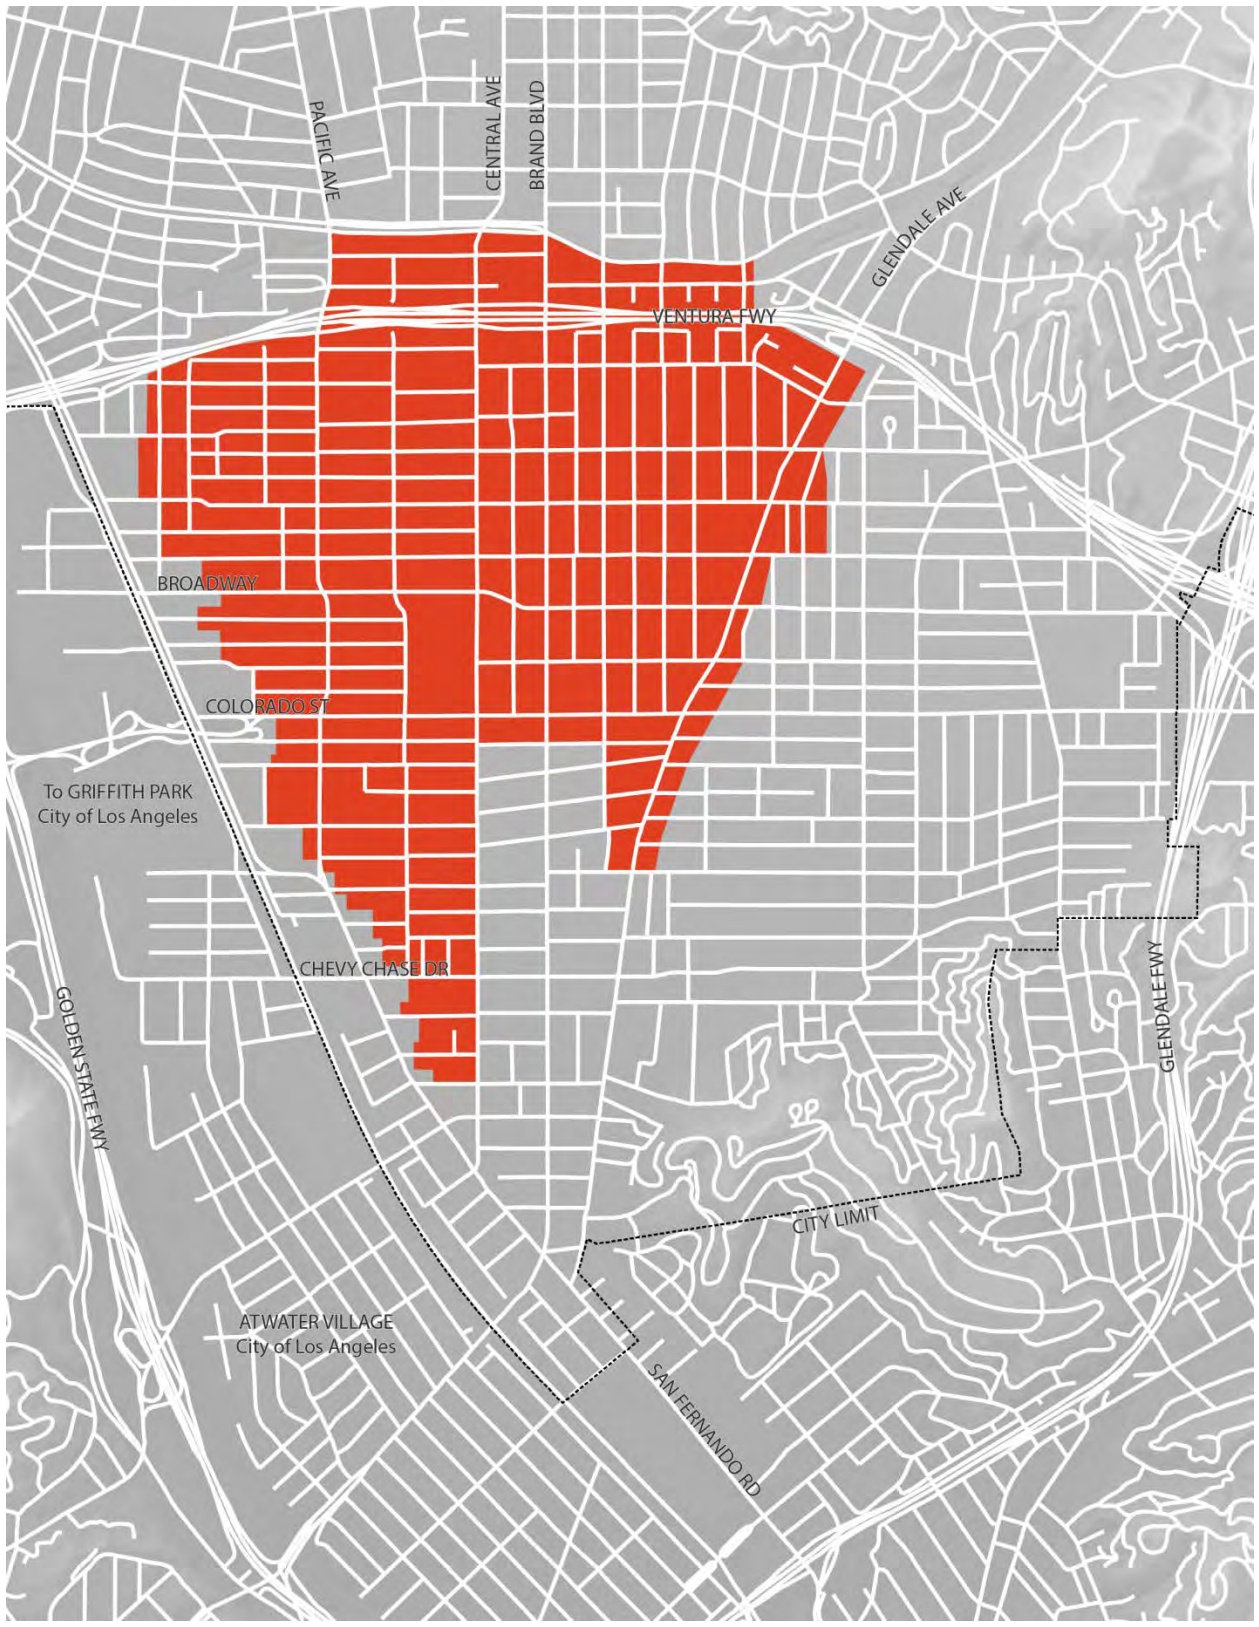 PACIFIC AVE
CENTRAL AVE
BRAND BLVD
GLENDALE AVE
VENTURA FWY
BROADWAY
COLORADO ST
To GRIFFITH PARK
City of Los Angeles
CHEVY CHASE DR
GOLDEN STATE FWY
GLENDALE FWY
CITY LIMIT
ATWATER VILLAGE
City of Los Angeles
SAN FERNANDO RD